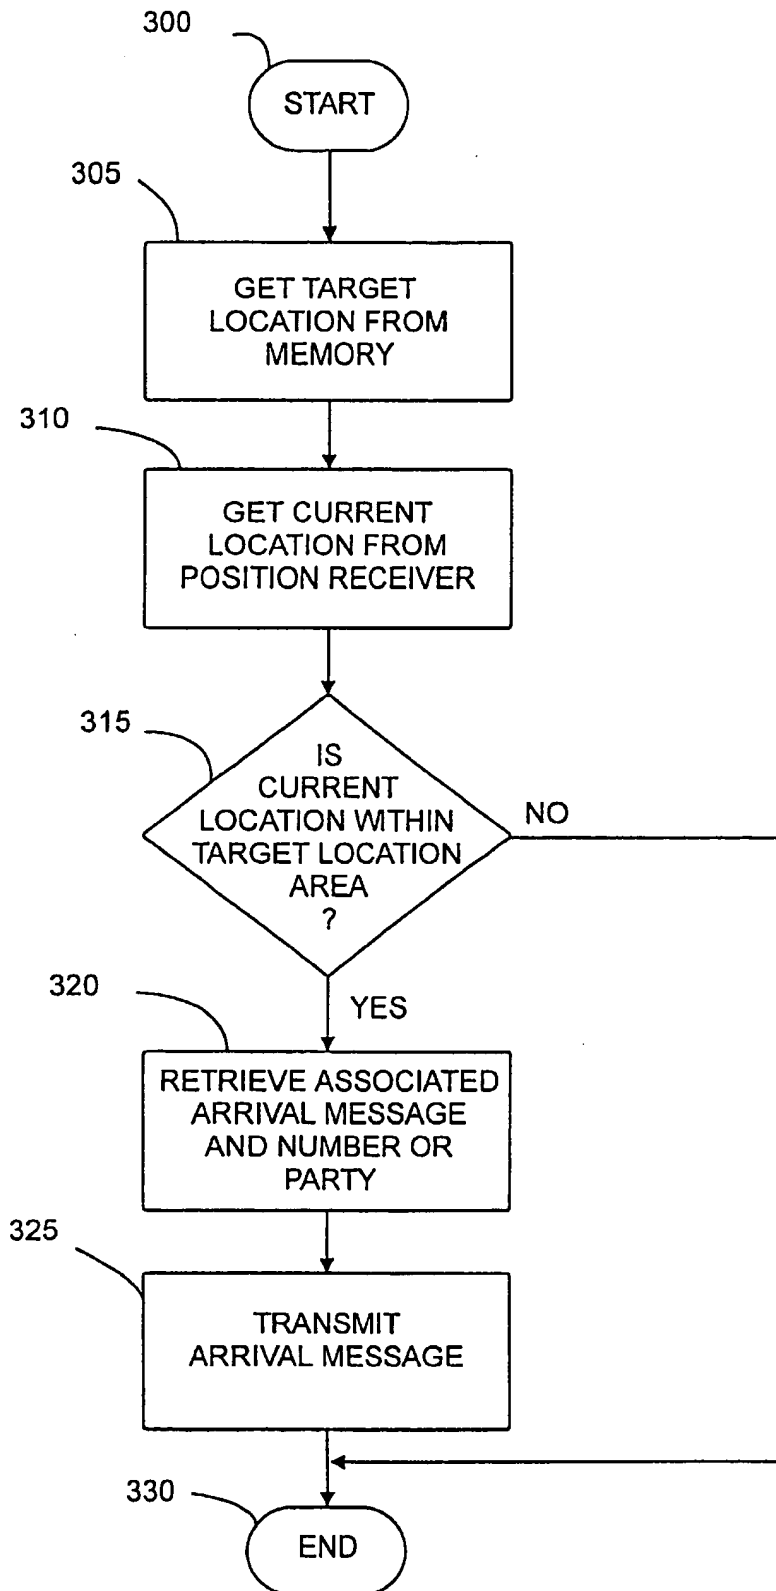 300
START
305
GET TARGET
LOCATION FROM
MEMORY
310
GET CURRENT
LOCATION FROM
POSITION RECEIVER
315
IS
CURRENT
LOCATION WITHIN
TARGET LOCATION
AREA
?
NO
YES
320
RETRIEVE ASSOCIATED
ARRIVAL MESSAGE
AND NUMBER OR
PARTY
325
TRANSMIT
ARRIVAL MESSAGE
330
END